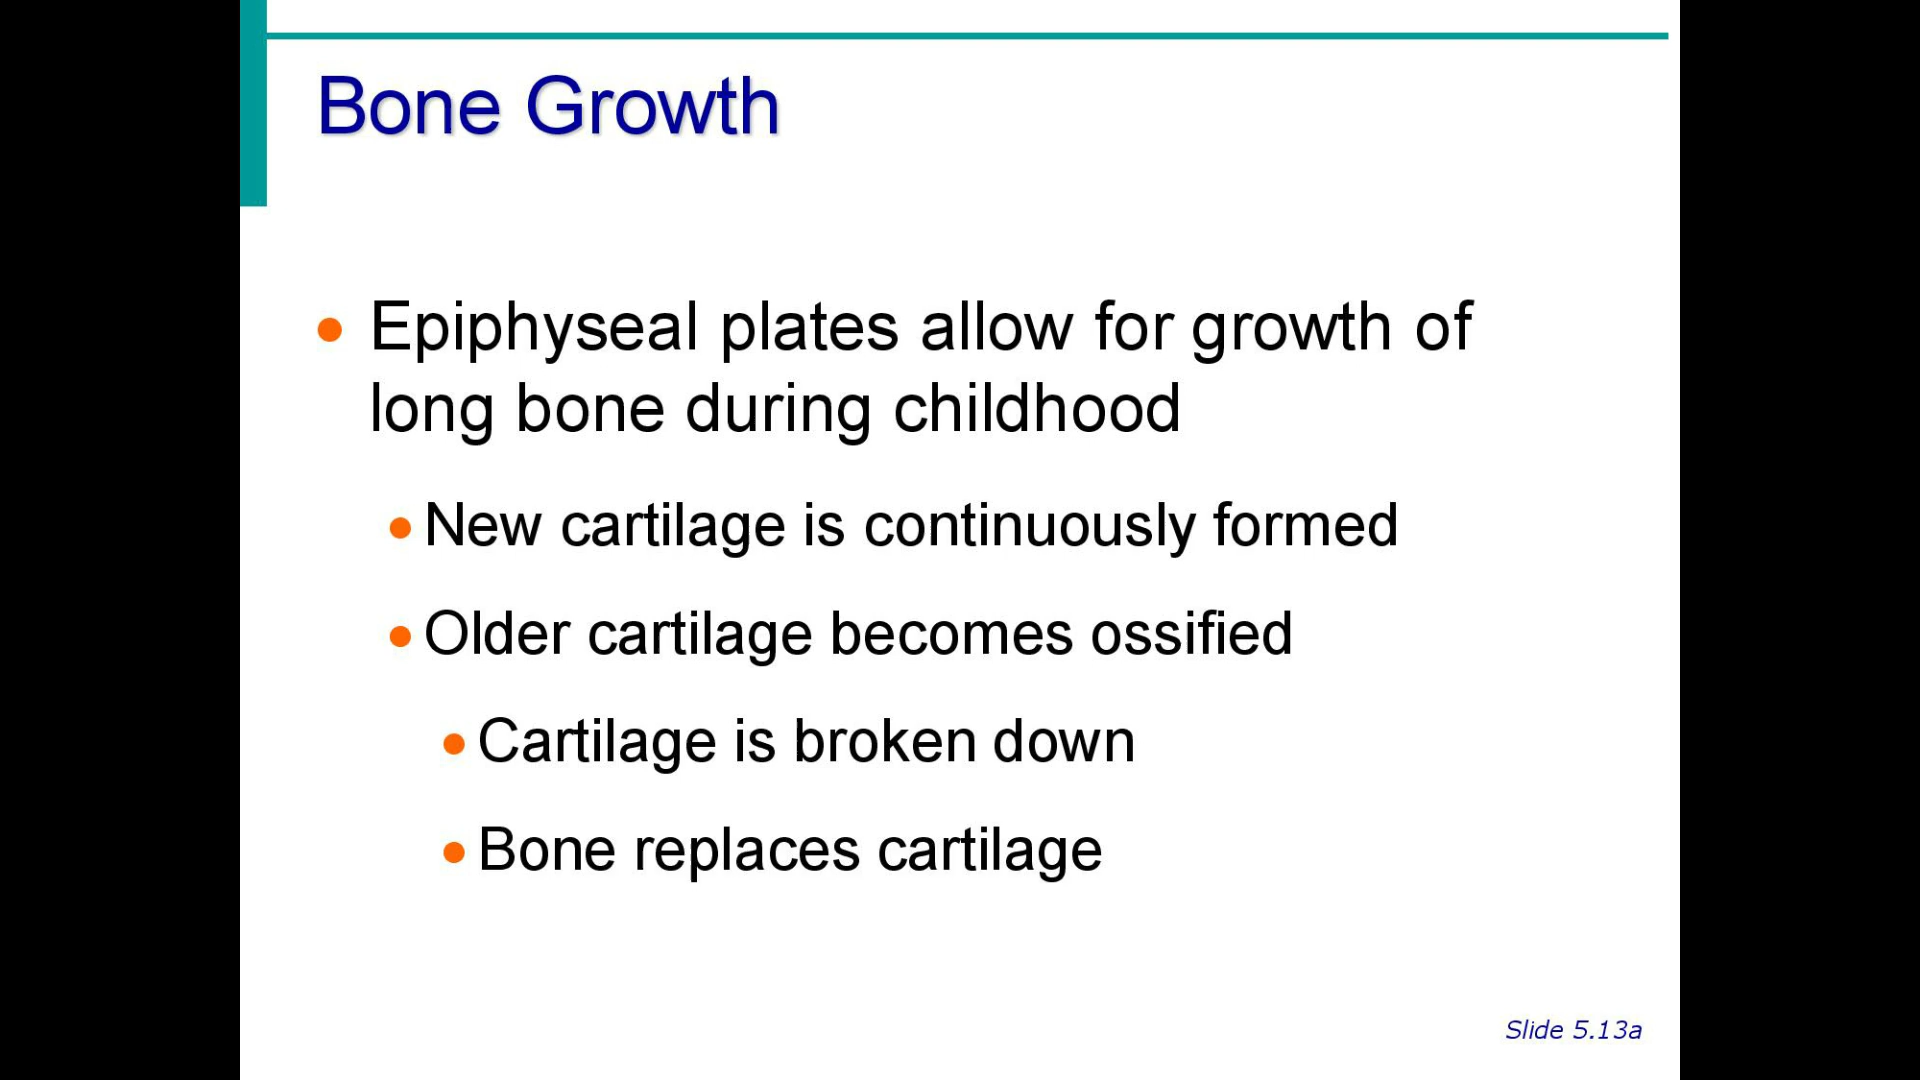 Bone Growth
• Epiphyseal plates allow for growth of
long bone during childhood
• New cartilage is continuously formed
• Older cartilage becomes ossified
• Cartilage is broken down
• Bone replaces cartilage
Slide 5.13a